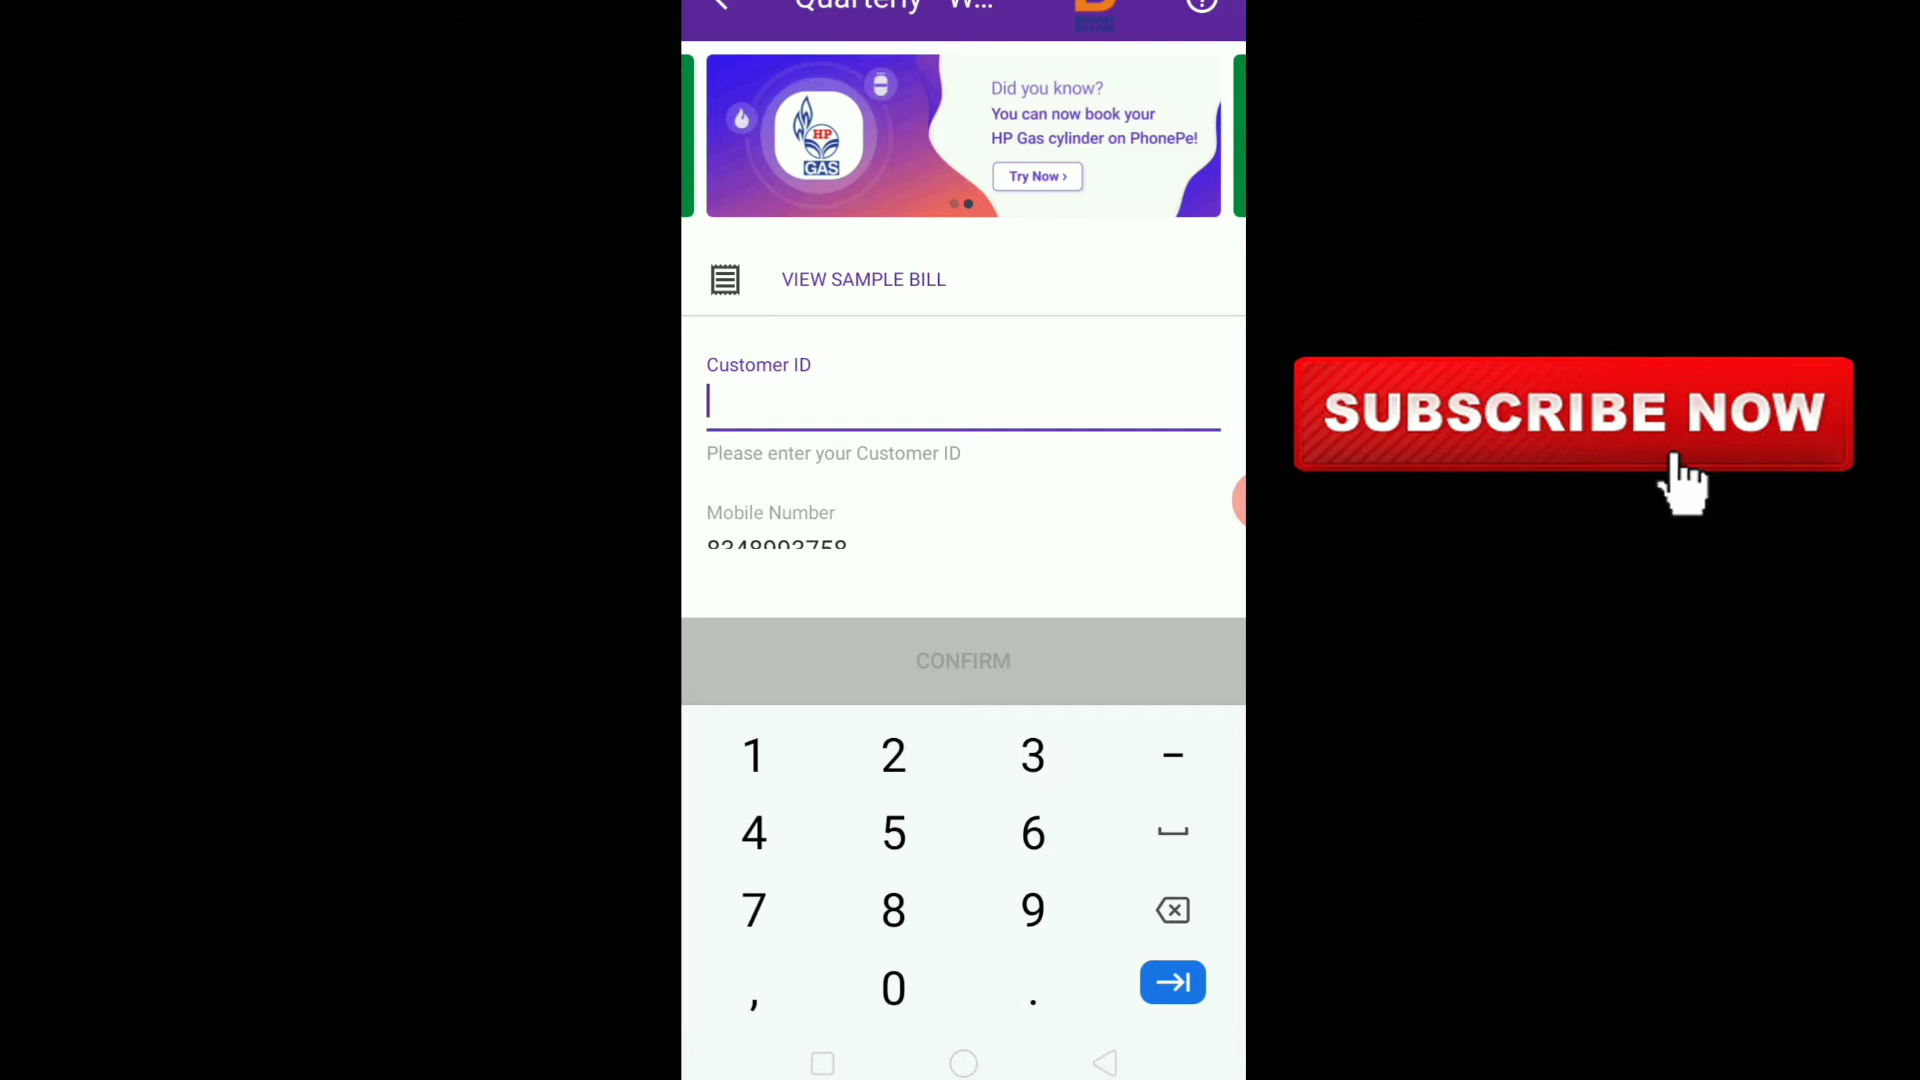 Quarterly - W...
Did you know?
You can now book your
HP Gas cylinder on PhonePe!
Try Now ›
HP
GAS
VIEW SAMPLE BILL
Customer ID
Please enter your Customer ID
Mobile Number
SUBSCRIBE NOW
CONFIRM
1 2 3 -
4 5 6
7 8 9
, 0 .